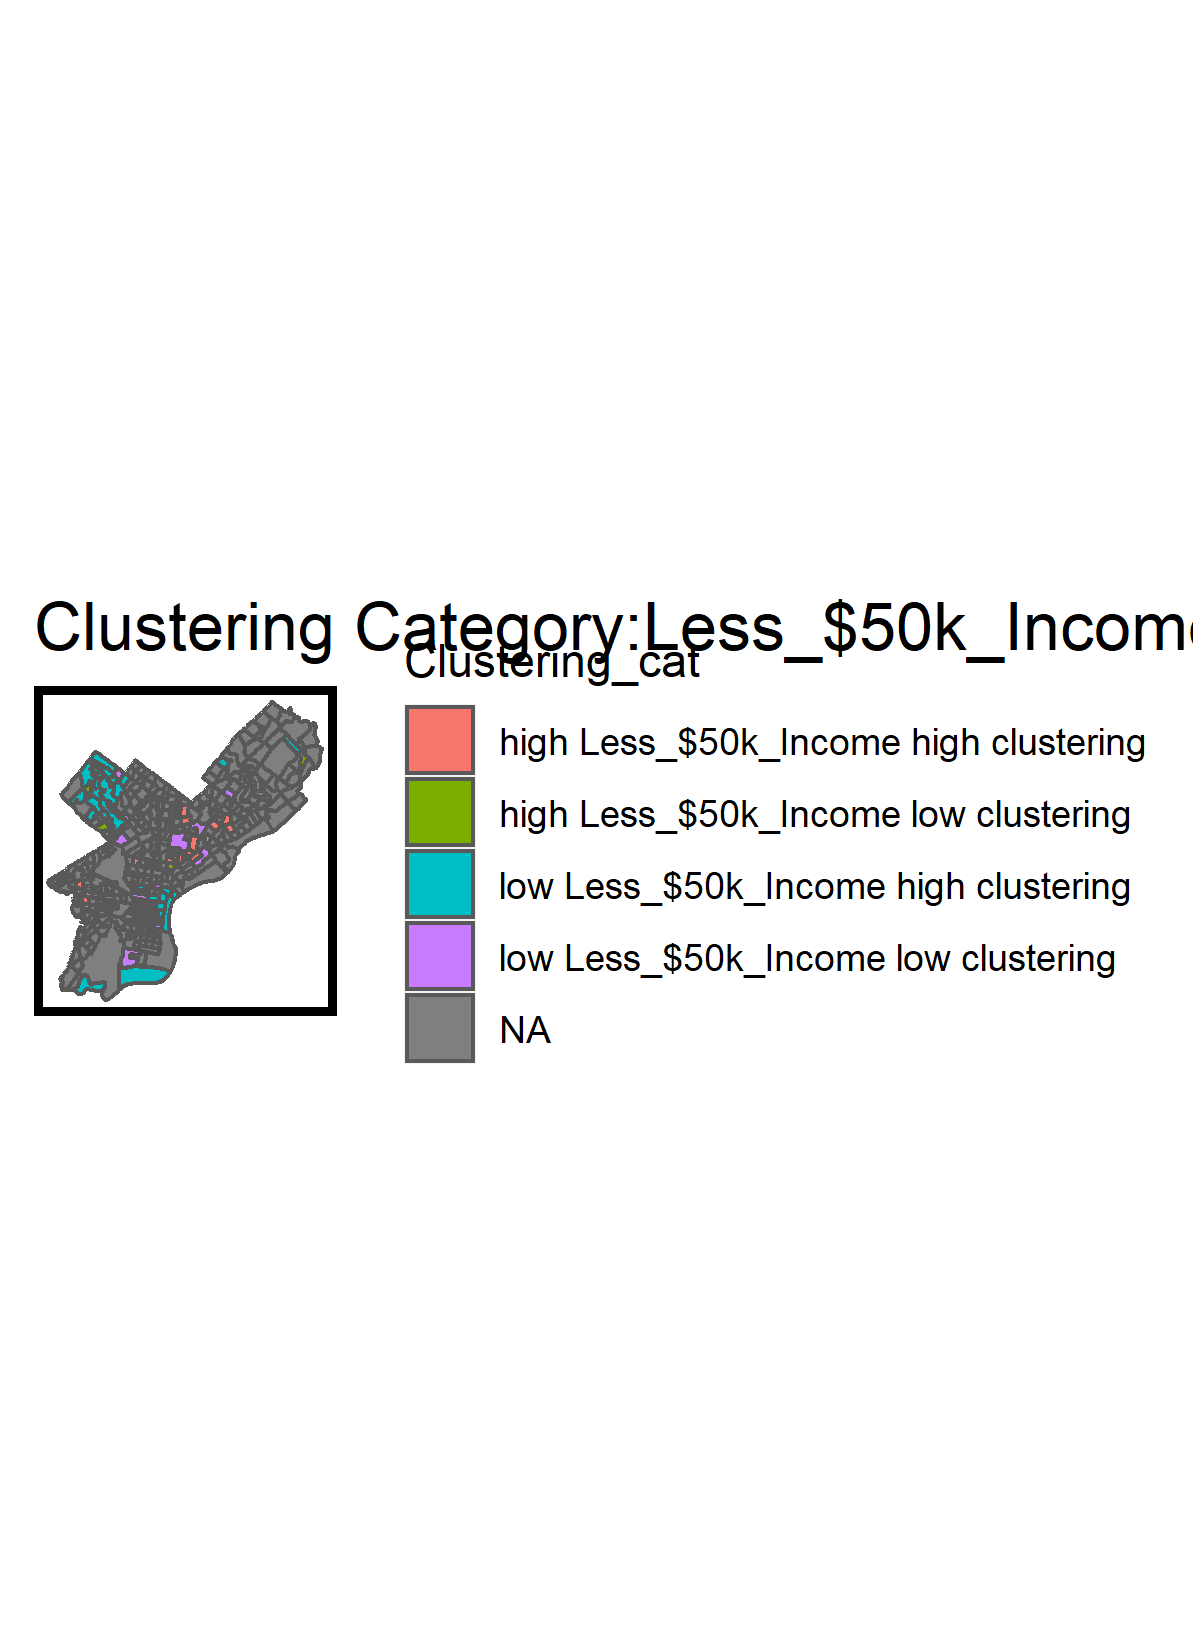 Clustering Category:Less_$50k_Incom
Clustering_cat
high Less_$50k_Income high clustering
high Less_$50k_Income low clustering
low Less_$50k_Income high clustering
low Less_$50k_Income low clustering
NA